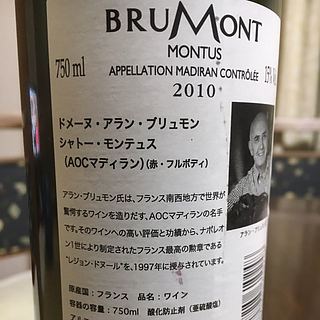 BRUMONT
MONTUS
750 ml APPELLATION MADIRAN CONTRÔLÉE 15%
2010
ドメーヌ・アラン・ブリュモン
シャトー・モンテュス
(AOCマディラン)(赤・フルボディ)
アラン・ブリュモン氏は、フランス南西地方で世界が
驚愕するワインを造りだす、AOCマディランの名手
です。そのワインへの高い評価と功績から、ナポレオ
ン1世により制定されたフランス最高の勲章である
"レジョン・ドヌール"を、1997年に授与されています。
原産国:フランス 品名:ワイン
容器の容量:750ml 酸化防止剤(亜硫酸塩)